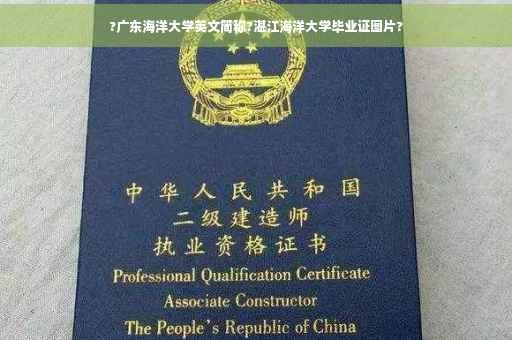 ?广东海洋大学英文简称?湛江海洋大学毕业证图片?
中华人民共和国
二级建造师
执业资格证书
Professional Qualification Certificate
Associate Constructor
The People's Republic of China